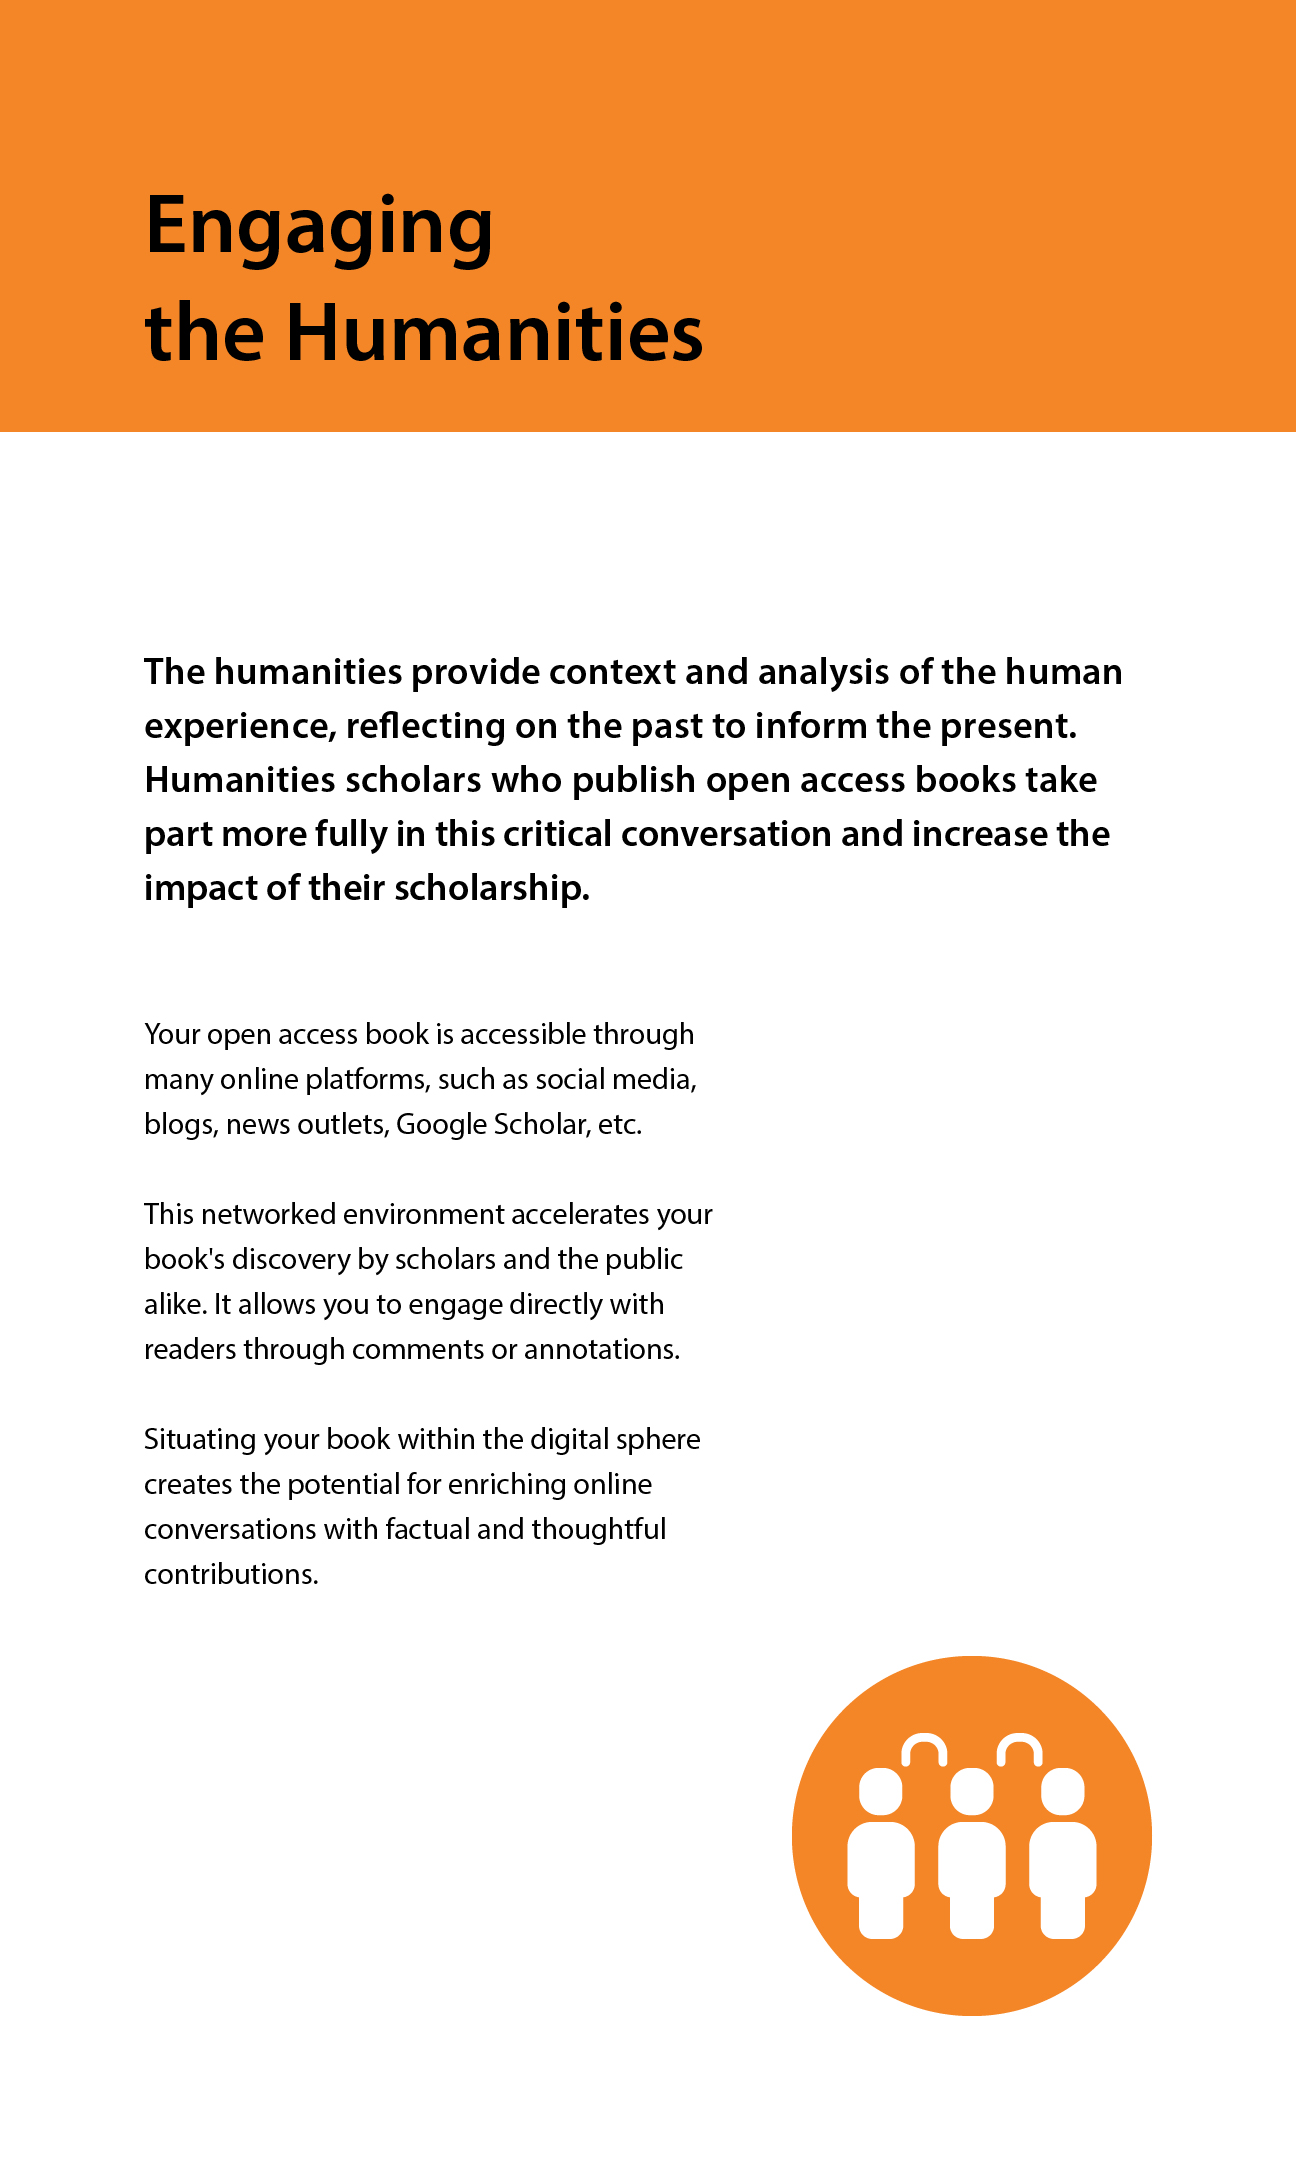 Engaging
the Humanities
The humanities provide context and analysis of the human
experience, reflecting on the past to inform the present.
Humanities scholars who publish open access books take
part more fully in this critical conversation and increase the
impact of their scholarship.
Your open access book is accessible through
many online platforms, such as social media,
blogs, news outlets, Google Scholar, etc.
This networked environment accelerates your
book's discovery by scholars and the public
alike. It allows you to engage directly with
readers through comments or annotations.
Situating your book within the digital sphere
creates the potential for enriching online
conversations with factual and thoughtful
contributions.